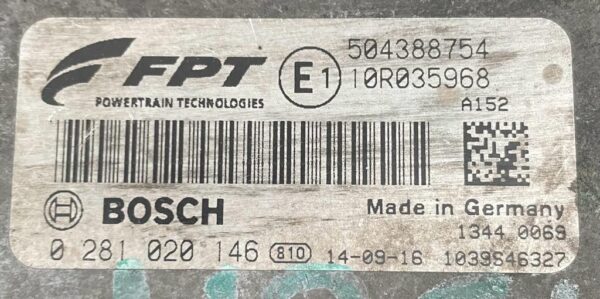 FPT
POWERTRAIN TECHNOLOGIES
E1
504388754
10R035968
A152
BOSCH
Made in Germany
1344 0069
0 281 020 146 810 14-09-16 1039S46327